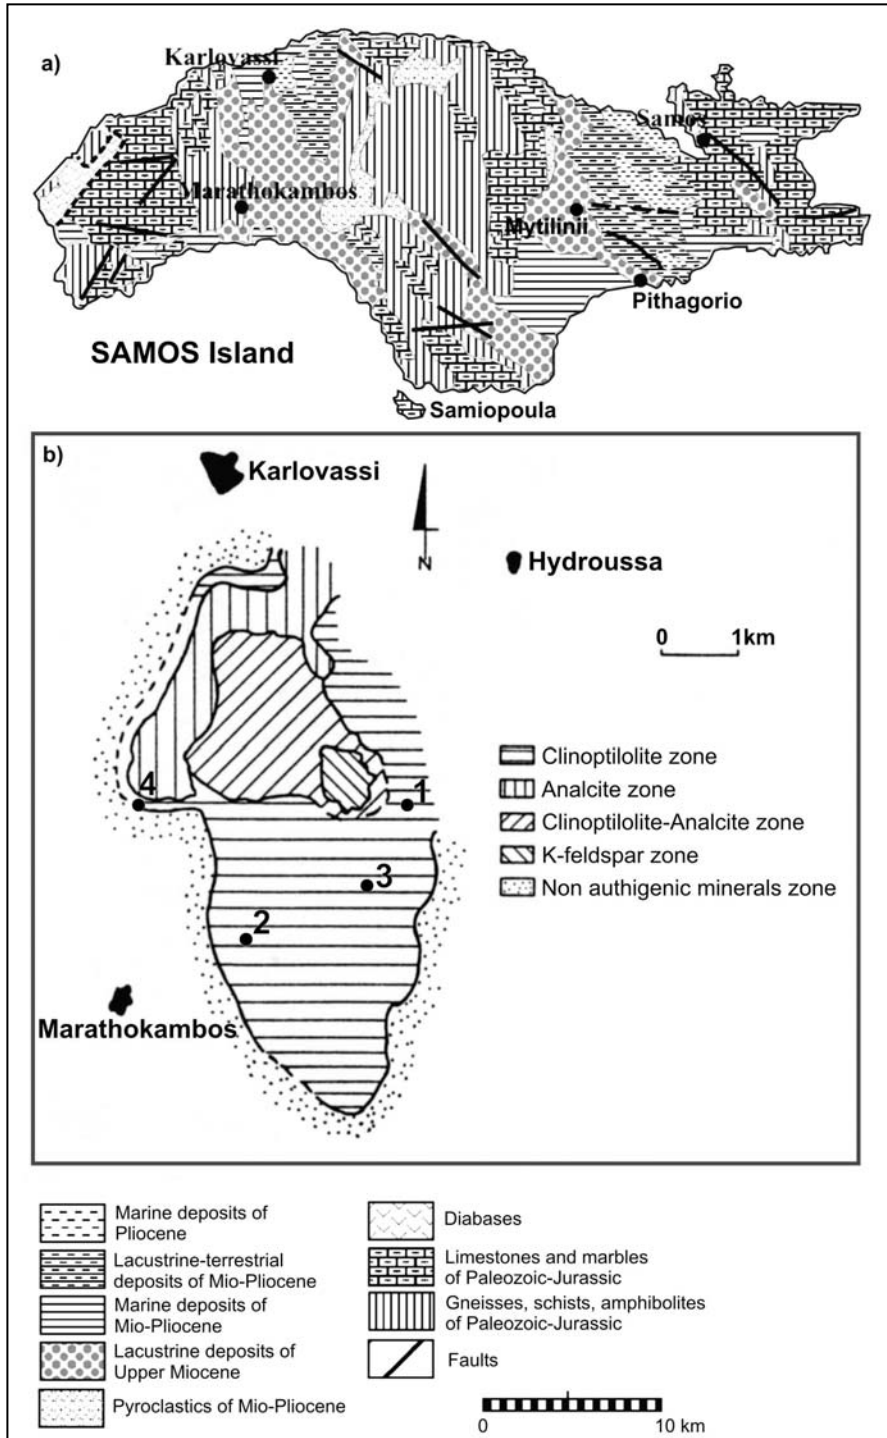 a)
Karlovassi
Samos
Marathokambos
Mytilinii
Pithagorio
SAMOS Island
Samiopoula
b)
Karlovassi
N
Hydroussa
0 1km
Clinoptilolite zone
Analcite zone
Clinoptilolite-Analcite zone
K-feldspar zone
Non authigenic minerals zone
4
1
3
2
Marathokambos
Marine deposits of
Pliocene
Lacustrine-terrestrial
deposits of Mio-Pliocene
Marine deposits of
Mio-Pliocene
Lacustrine deposits of
Upper Miocene
Pyroclastics of Mio-Pliocene
Diabases
Limestones and marbles
of Paleozoic-Jurassic
Gneisses, schists, amphibolites
of Paleozoic-Jurassic
Faults
0 10 km